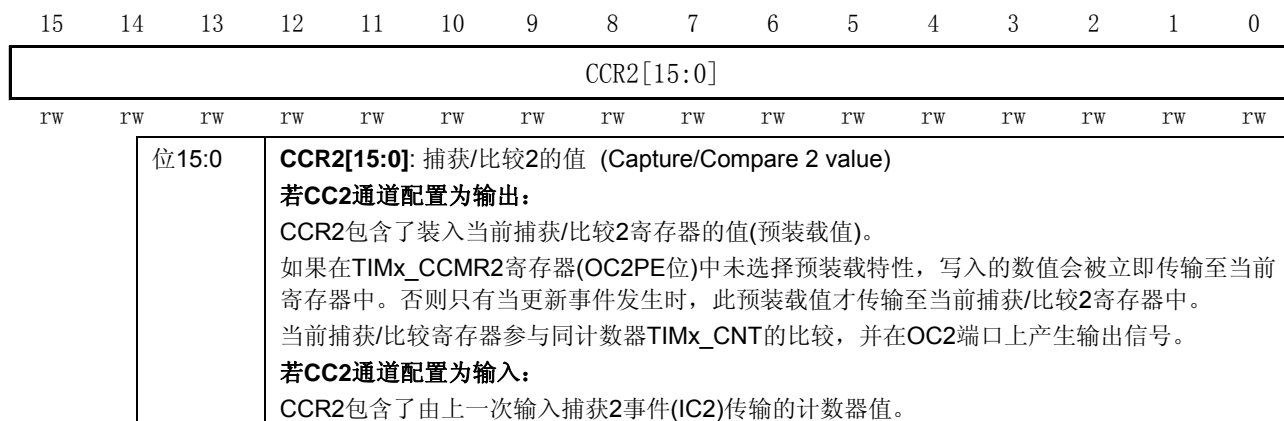 15 14 13 12 11 10 9 8 7 6 5 4 3 2 1 0
CCR2[15:0]
rw rw rw rw rw rw rw rw rw rw rw rw rw rw rw rw
位15:0 CCR2[15:0]: 捕获/比较2的值 (Capture/Compare 2 value)
若CC2通道配置为输出：
CCR2包含了装入当前捕获/比较2寄存器的值(预装载值)。
如果在TIMx_CCMR2寄存器(OC2PE位)中未选择预装载特性，写入的数值会被立即传输至当前
寄存器中。否则只有当更新事件发生时，此预装载值才传输至当前捕获/比较2寄存器中。
当前捕获/比较寄存器参与同计数器TIMx_CNT的比较，并在OC2端口上产生输出信号。
若CC2通道配置为输入：
CCR2包含了由上一次输入捕获2事件(IC2)传输的计数器值。